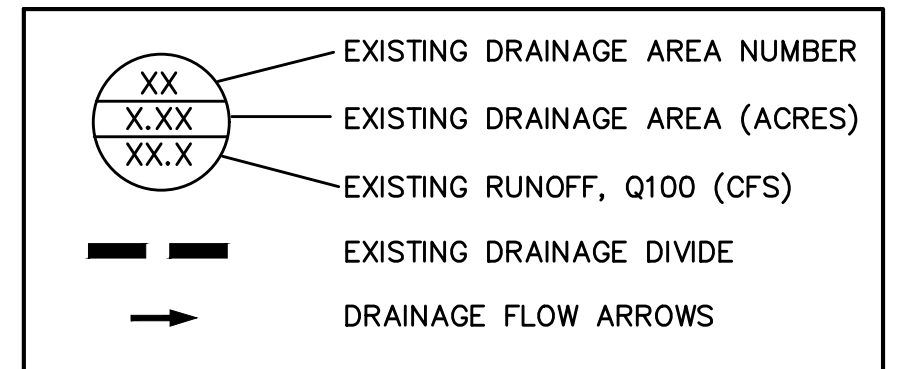 XX
X.XX
XX.X
EXISTING DRAINAGE AREA NUMBER
EXISTING DRAINAGE AREA (ACRES)
EXISTING RUNOFF, Q100 (CFS)
EXISTING DRAINAGE DIVIDE
DRAINAGE FLOW ARROWS